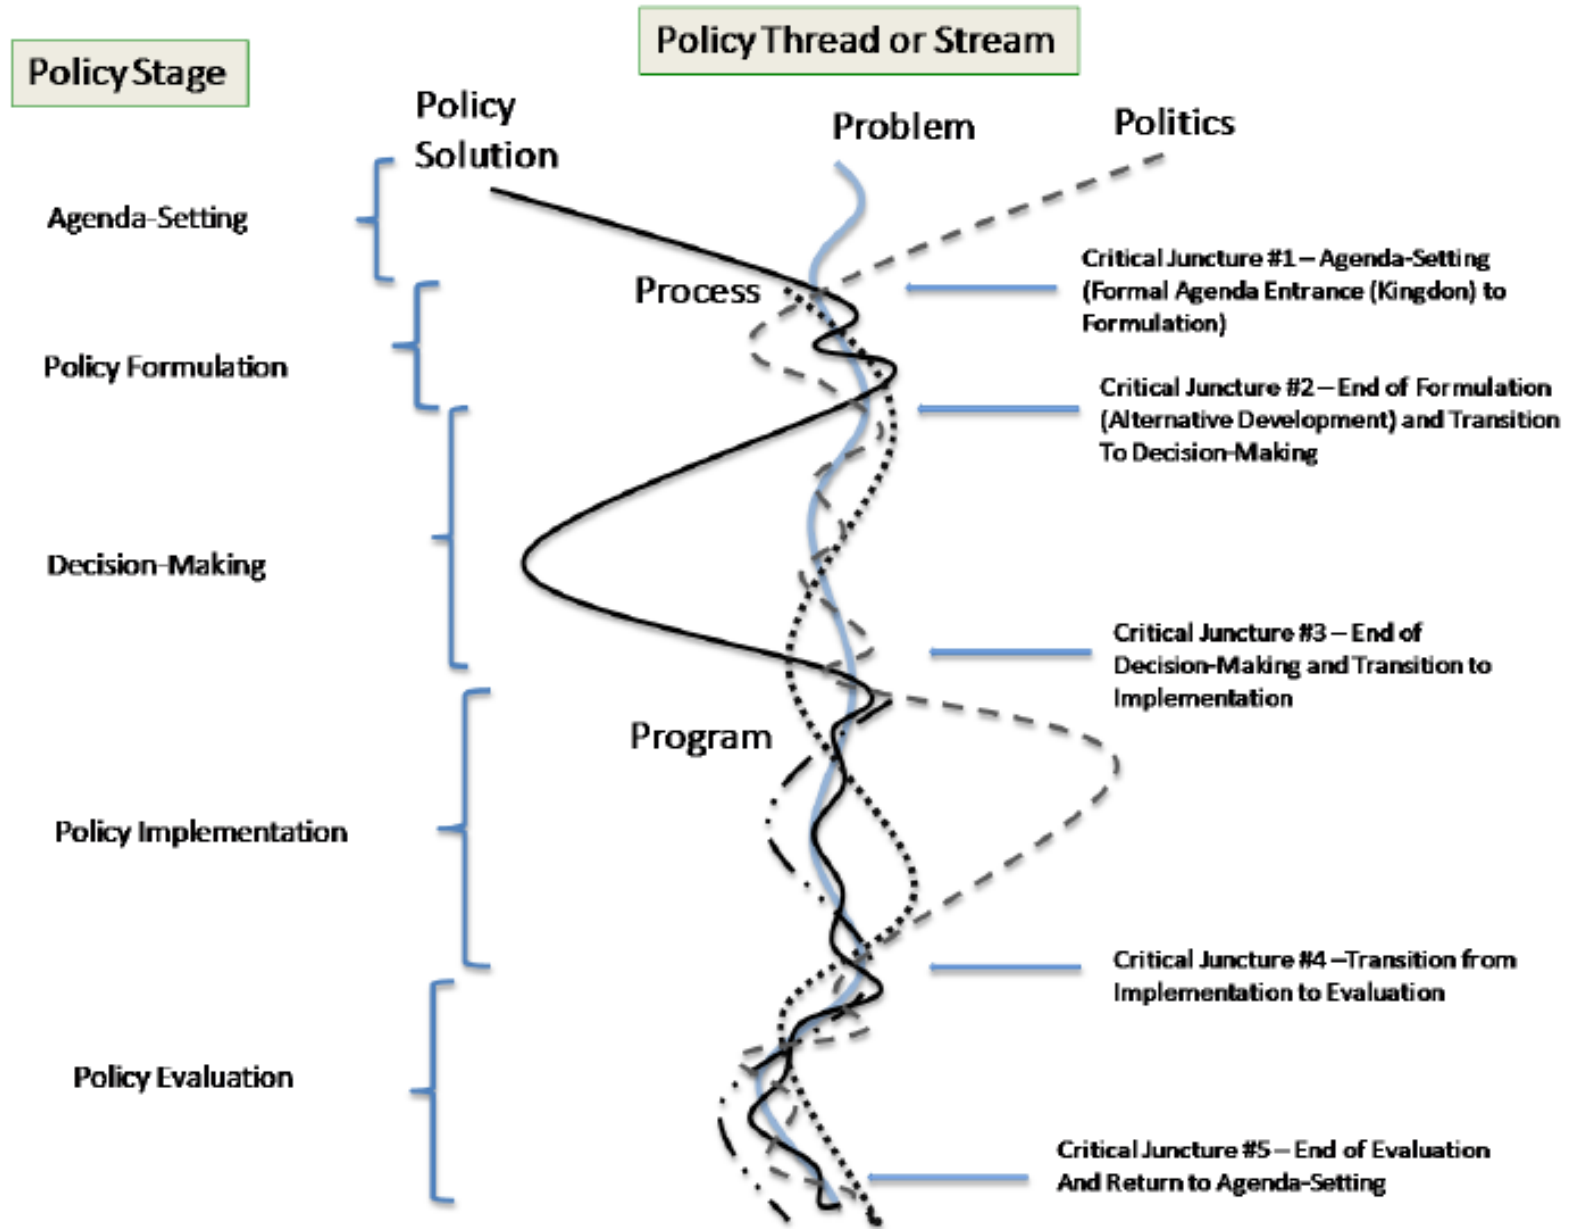 Policy Thread or Stream
Policy Stage
Policy
Solution
Problem
Politics
Agenda-Setting
Critical Juncture #1 – Agenda-Setting
(Formal Agenda Entrance (Kingdon) to
Formulation)
Process
Policy Formulation
Critical Juncture #2 – End of Formulation
(Alternative Development) and Transition
To Decision-Making
Decision-Making
Critical Juncture #3 – End of
Decision-Making and Transition to
Implementation
Program
Policy Implementation
Critical Juncture #4 –Transition from
Implementation to Evaluation
Policy Evaluation
Critical Juncture #5 – End of Evaluation
And Return to Agenda-Setting